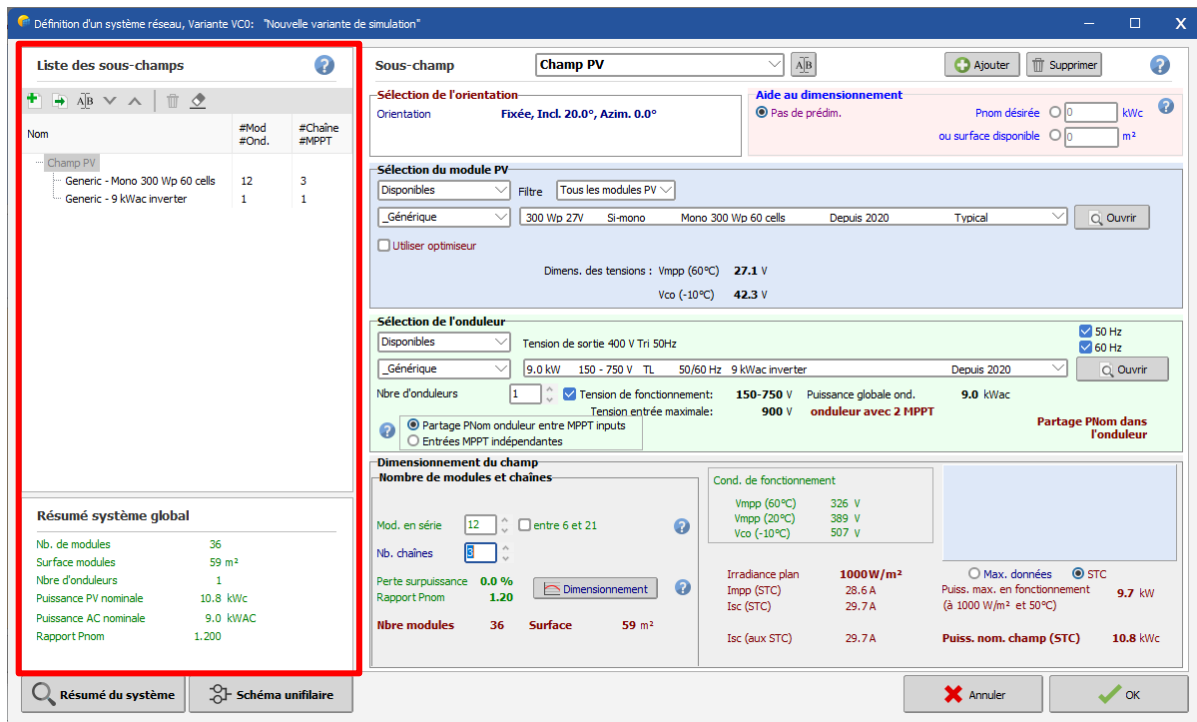 Définition d'un système réseau, Variante VC0: "Nouvelle variante de simulation"
Liste des sous-champs
Nom
#Mod #Chaîne
#Ond. #MPPT
Champ PV
Generic - Mono 300 Wp 60 cells 12 3
Generic - 9 kWac inverter 1 1
Résumé système global
Nb. de modules 36
Surface modules 59 m²
Nbre d'onduleurs 1
Puissance PV nominale 10.8 kWc
Puissance AC nominale 9.0 kWAC
Rapport Pnom 1.200
Résumé du système
Schéma unifilaire
Sous-champ Champ PV A|B Ajouter Supprimer
Sélection de l'orientation
Orientation Fixée, Incl. 20.0°, Azim. 0.0°
Aide au dimensionnement
Pas de prédim. Pnom désirée 0 kWc
ou surface disponible 0 m²
Sélection du module PV
Disponibles Filtre Tous les modules PV
_Générique 300 Wp 27V Si-mono Mono 300 Wp 60 cells Depuis 2020 Typical Ouvrir
Utiliser optimiseur
Dimens. des tensions : Vmpp (60°C) 27.1 V
Vco (-10°C) 42.3 V
Sélection de l'onduleur
Disponibles Tension de sortie 400 V Tri 50Hz 50 Hz
60 Hz
_Générique 9.0 kW 150 - 750 V TL 50/60 Hz 9 kWac inverter Depuis 2020 Ouvrir
Nbre d'onduleurs 1 Tension de fonctionnement: 150-750 V Puissance globale ond. 9.0 kWac
Tension entrée maximale: 900 V onduleur avec 2 MPPT
Partage PNom onduleur entre MPPT inputs
Entrées MPPT indépendantes
Partage PNom dans
l'onduleur
Dimensionnement du champ
Nombre de modules et chaînes
Mod. en série 12 entre 6 et 21
Nb. chaînes 3
Perte surpuissance 0.0 %
Rapport Pnom 1.20
Dimensionnement
Nbre modules 36 Surface 59 m²
Cond. de fonctionnement
Vmpp (60°C) 326 V
Vmpp (20°C) 389 V
Vco (-10°C) 507 V
Irradiance plan 1000W/m²
Impp (STC) 28.6 A
Isc (STC) 29.7 A
Isc (aux STC) 29.7 A
Max. données STC
Puiss. max. en fonctionnement 9.7 kW
(à 1000 W/m² et 50°C)
Puiss. nom. champ (STC) 10.8 kWc
Annuler
OK